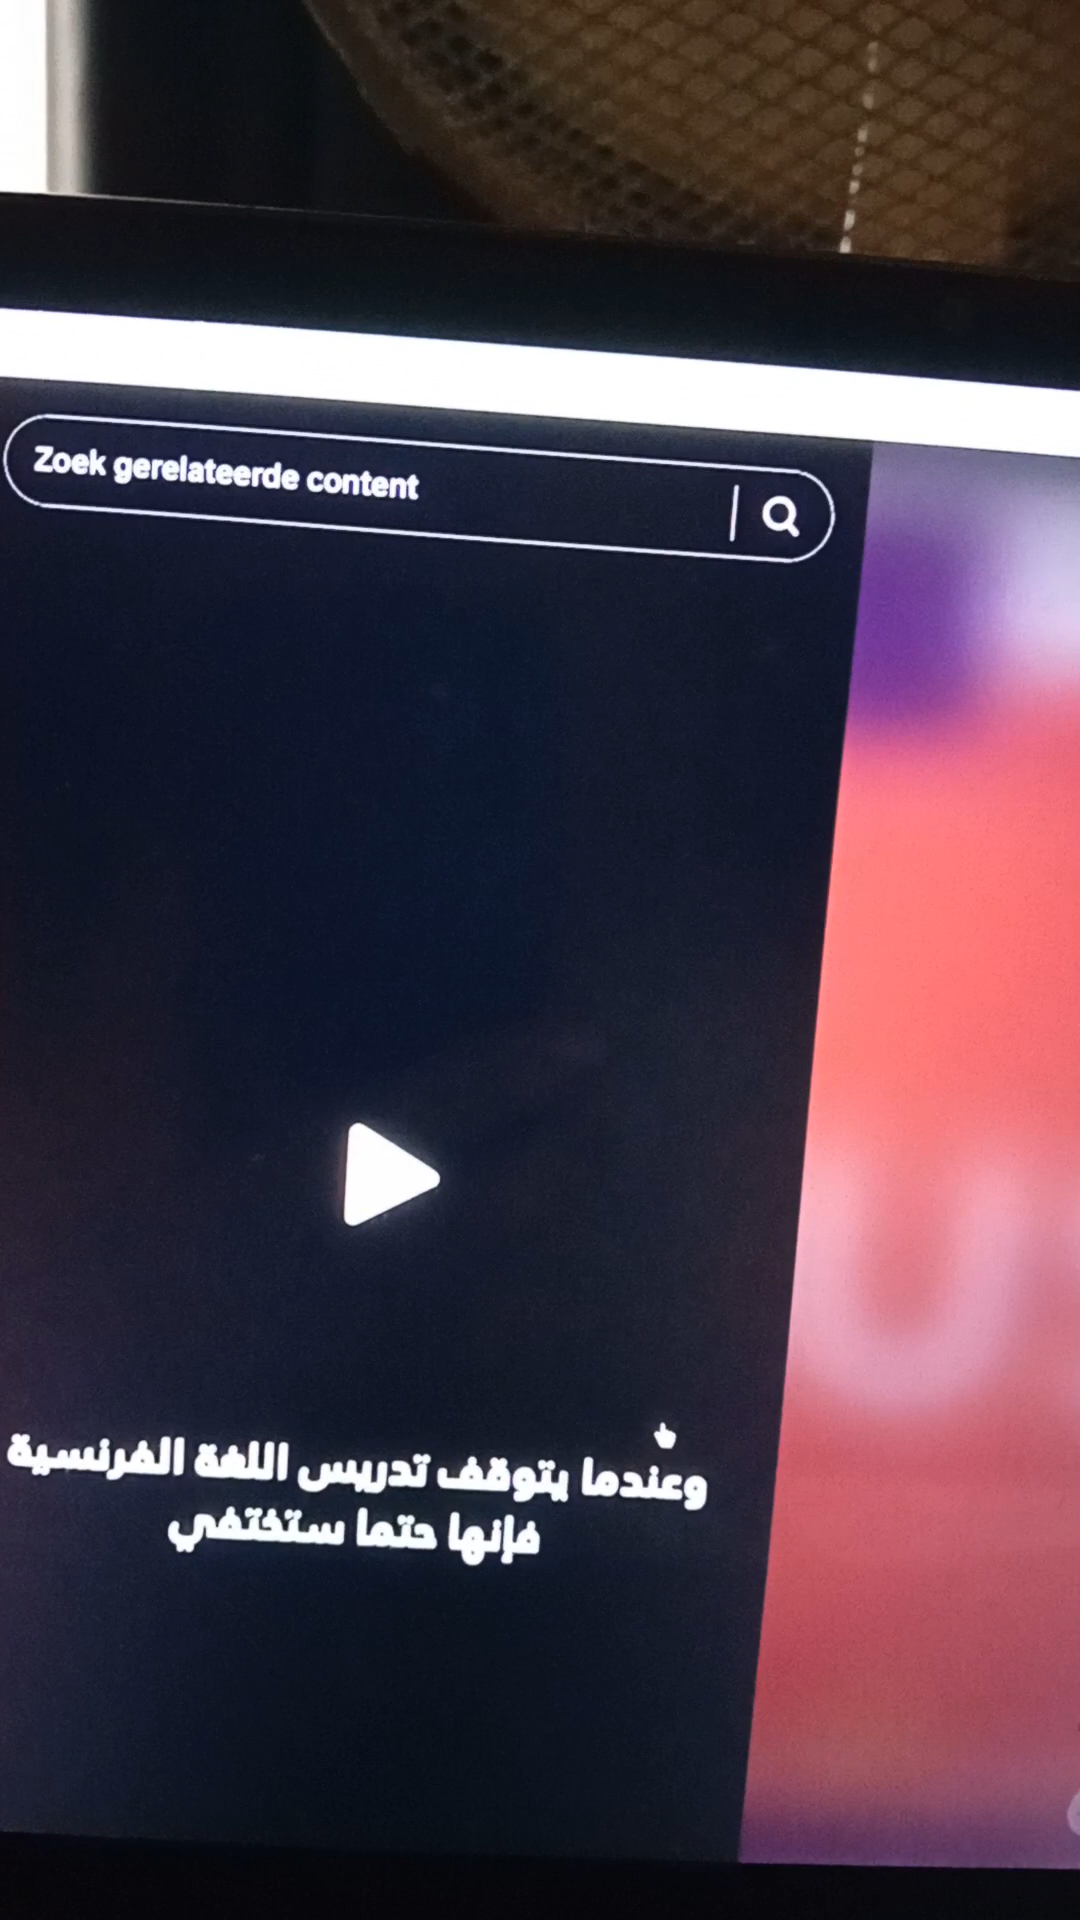 Zoek gerelateerde content
وعندما يتوقف تدريس اللغة الفرنسية
فإنها حتما ستختفي